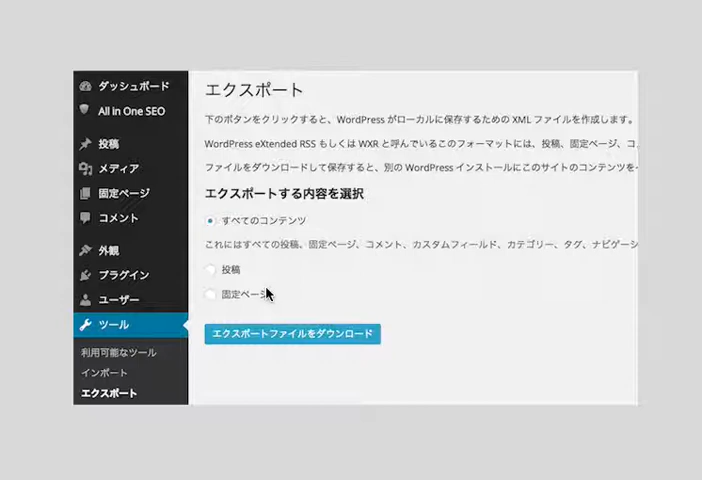 ダッシュボード
All in One SEO
投稿
メディア
固定ページ
コメント
外観
プラグイン
ユーザー
ツール
利用可能なツール
インポート
エクスポート
エクスポート
下のボタンをクリックすると、WordPress がローカルに保存するための XML ファイルを作成します。
WordPress eXtended RSS もしくは WXR と呼んでいるこのフォーマットには、投稿、固定ページ、コ
ファイルをダウンロードして保存すると、別の WordPress インストールにこのサイトのコンテンツを
エクスポートする内容を選択
すべてのコンテンツ
これにはすべての投稿、固定ページ、コメント、カスタムフィールド、カテゴリー、タグ、ナビゲーシ
投稿
固定ページ
エクスポートファイルをダウンロード